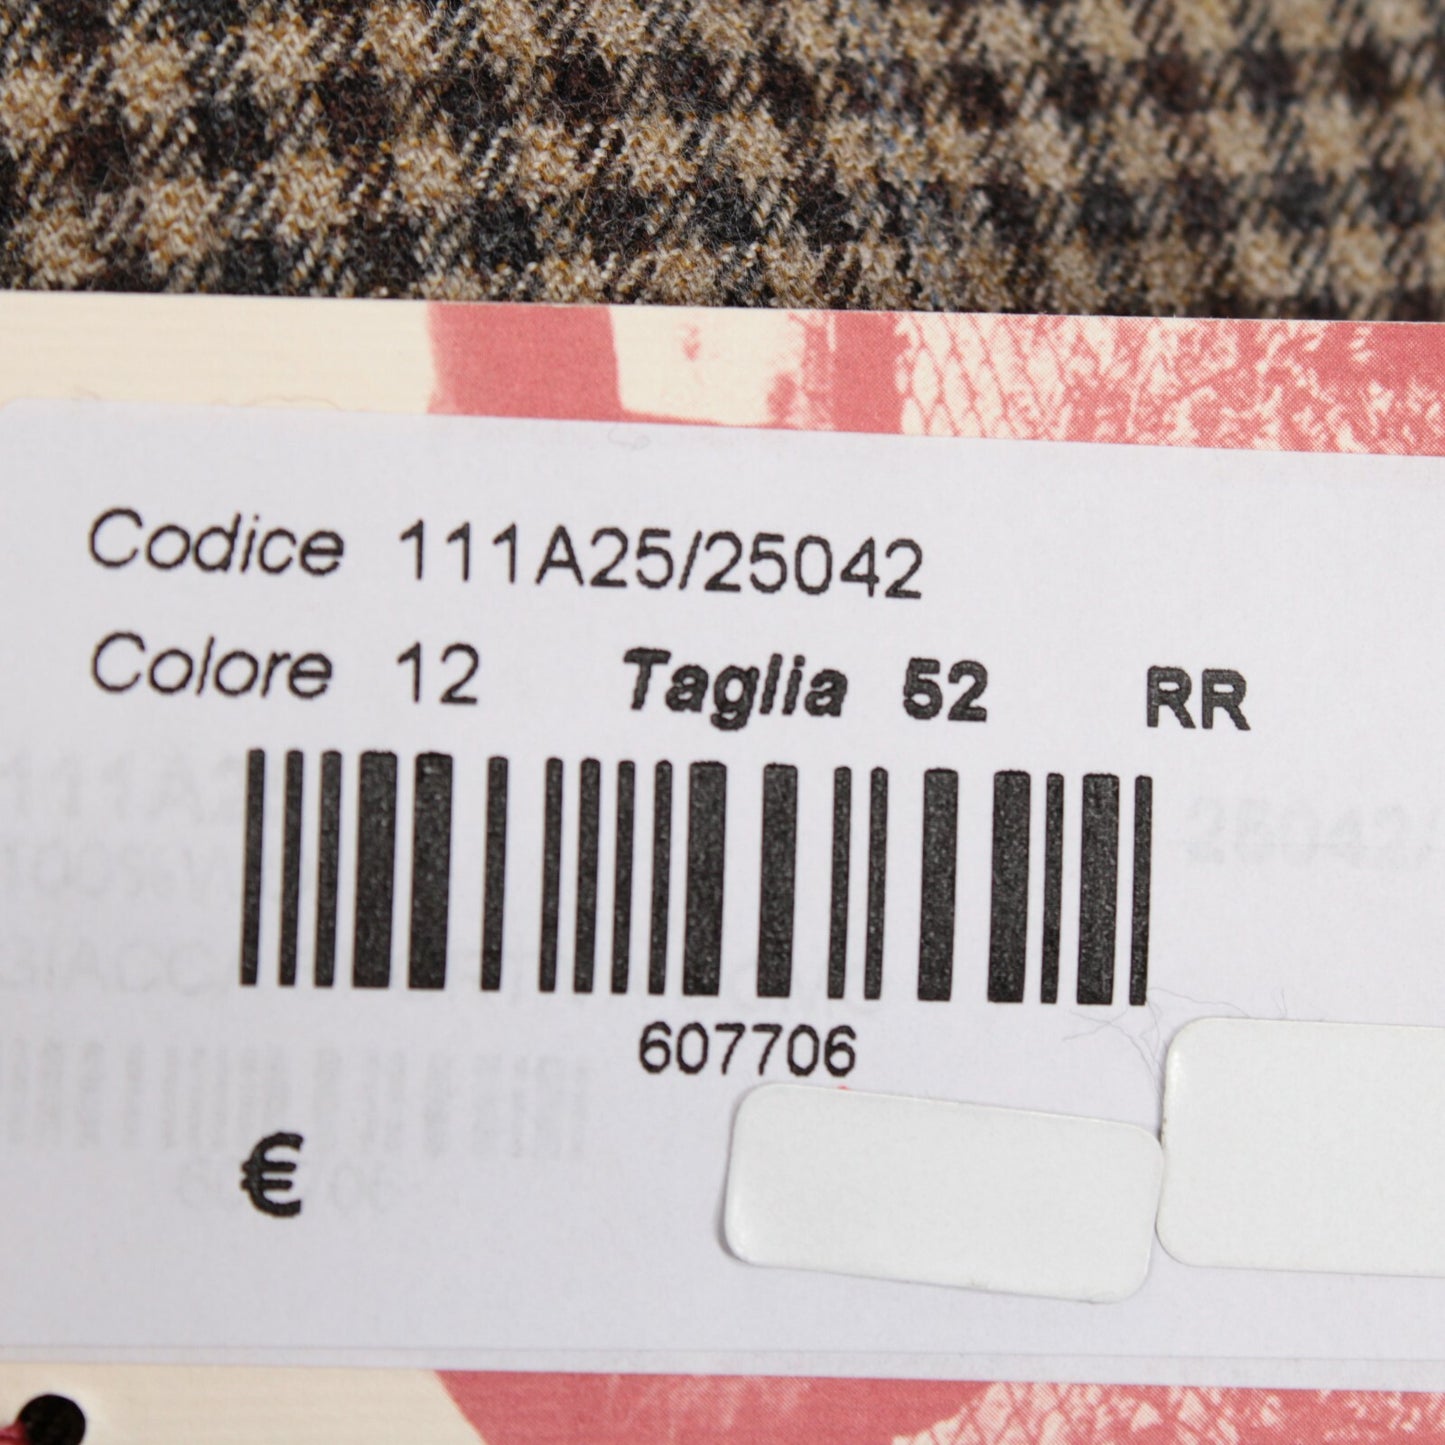 Codice 111A25/25042
Colore 12 Taglia 52 RR
607706
€